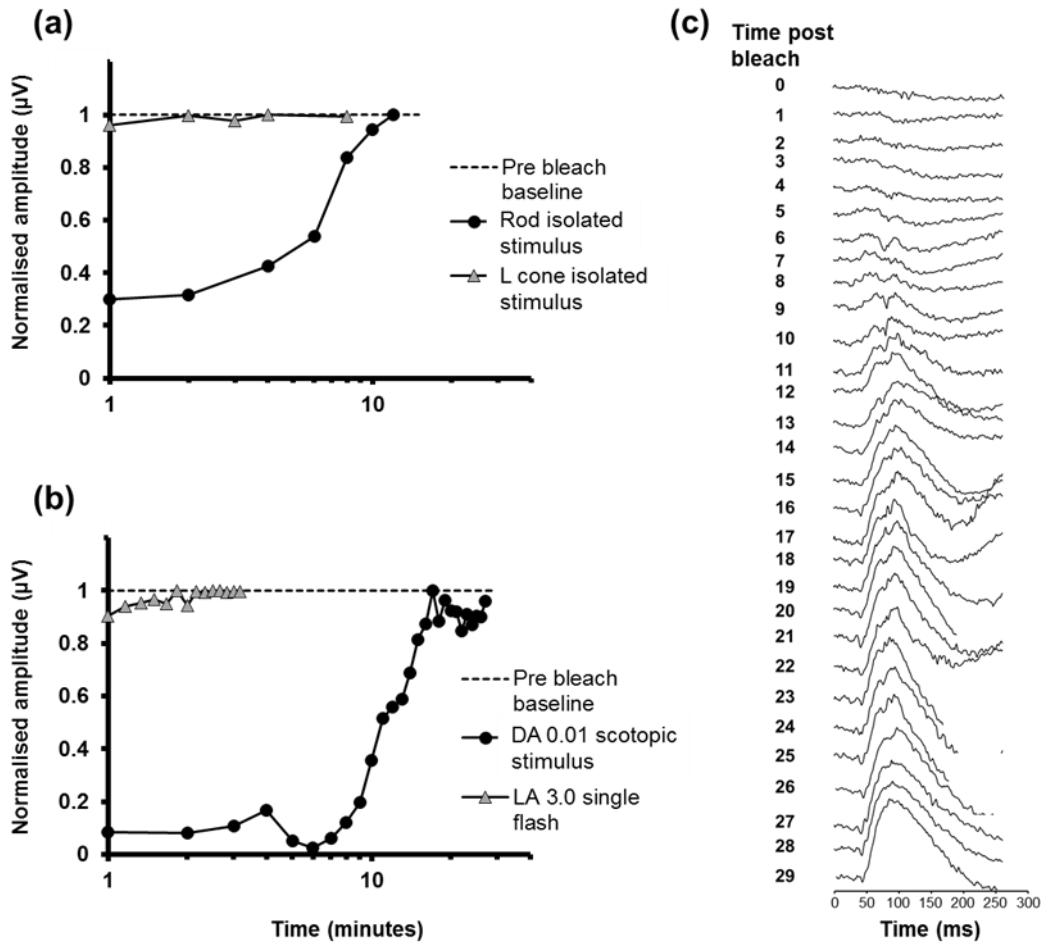 (a)
Normalised amplitude (µV)
1
0.8
0.6
0.4
0.2
0
1
10
Pre bleach
baseline
Rod isolated
stimulus
L cone isolated
stimulus
(b)
Normalised amplitude (µV)
1
0.8
0.6
0.4
0.2
0
1
10
Pre bleach
baseline
DA 0.01 scotopic
stimulus
LA 3.0 single
flash
Time (minutes)
(c)
Time post
bleach
0
1
2
3
4
5
6
7
8
9
10
11
12
13
14
15
16
17
18
19
20
21
22
23
24
25
26
27
28
29
0 50 100 150 200 250 300
Time (ms)